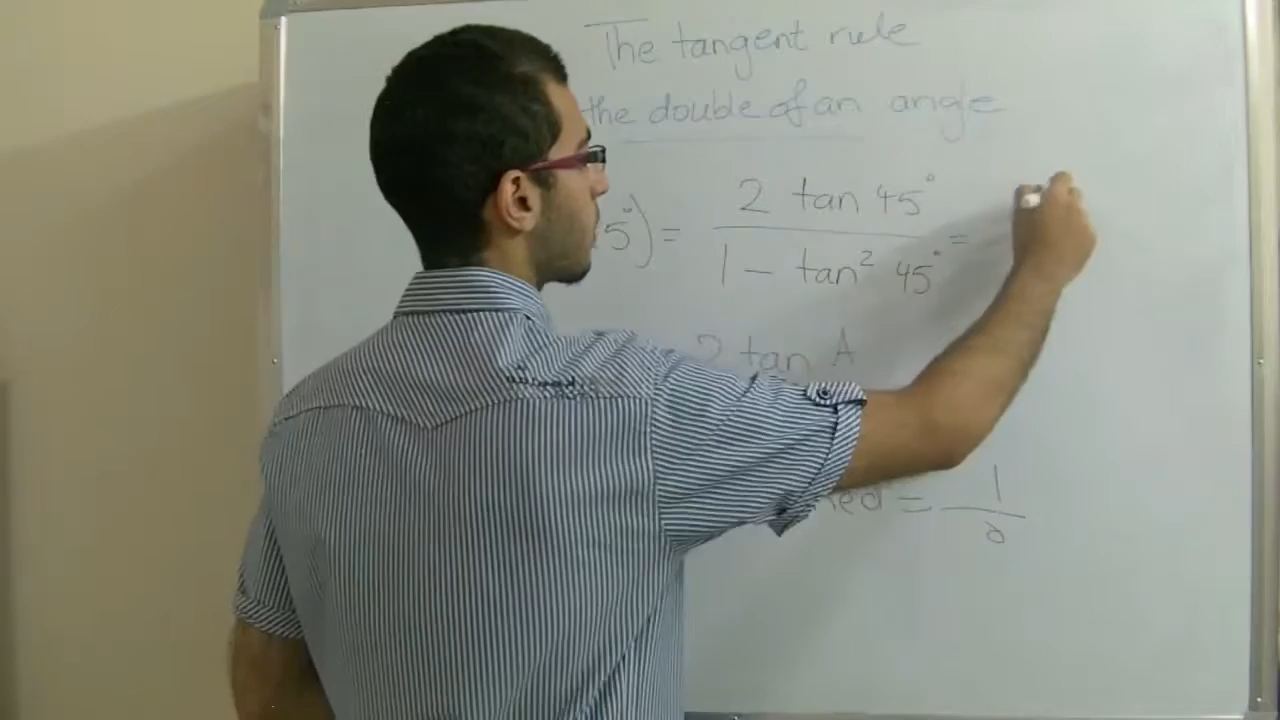 The tangent rule
the double of an angle
5°) = 2 tan 45° =
1 - tan² 45°
2 tan A
= 1
0